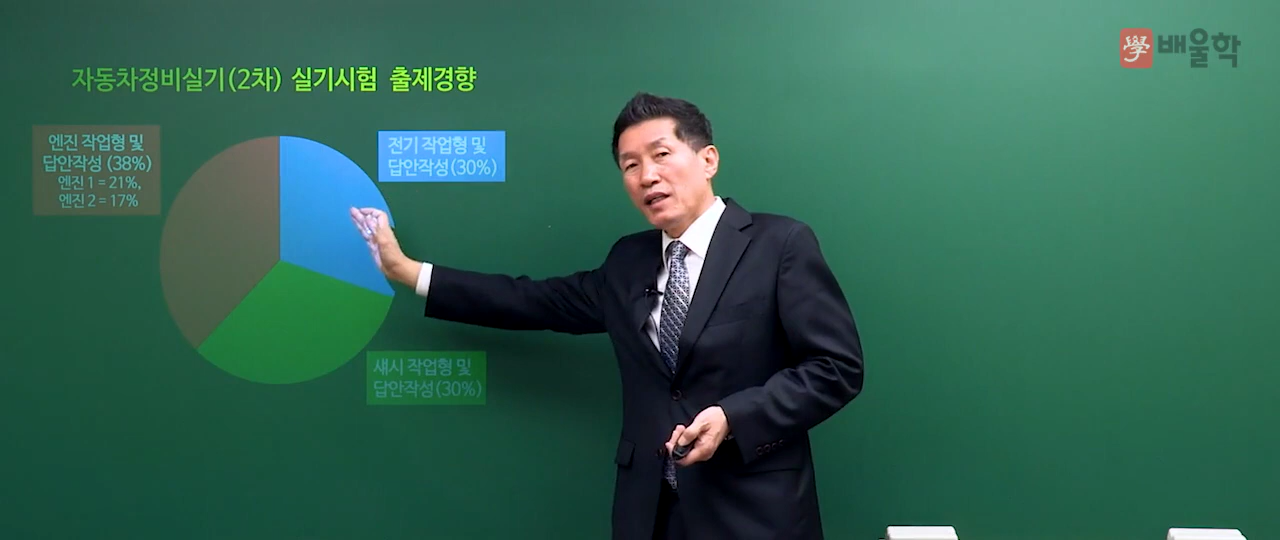 學 배울학
자동차정비실기(2차) 실기시험 출제경향
엔진 작업형 및
답안작성 (38%)
엔진 1 = 21%,
엔진 2 = 17%
전기 작업형 및
답안작성(30%)
섀시 작업형 및
답안작성(30%)